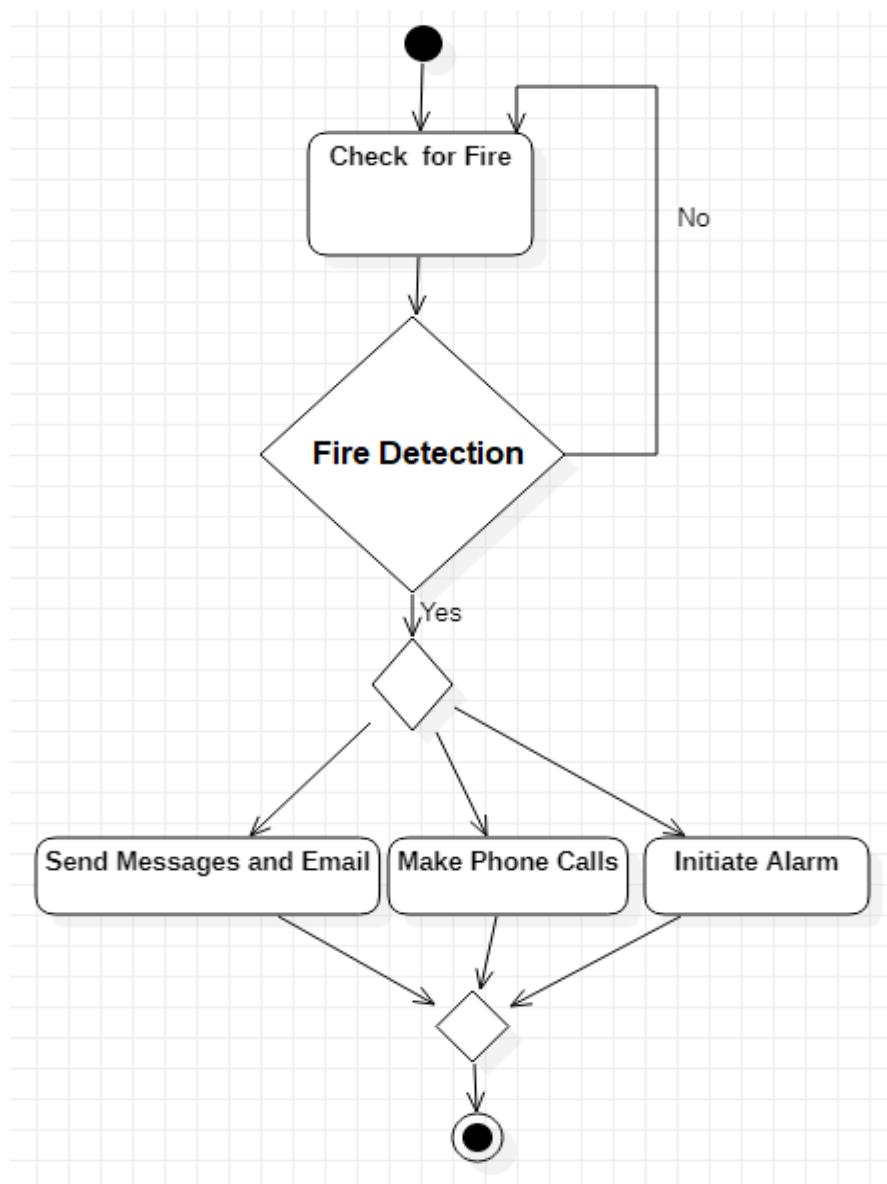 Check  for Fire
No
Fire Detection
Yes
Send Messages and Email
Make Phone Calls
Initiate Alarm